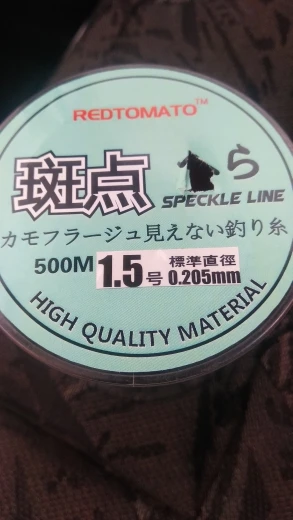 REDTOMATO™
斑点 ら
SPECKLE LINE
カモフラージュ見えない釣り糸
500M 1.5号 標準直徑 0.205mm
HIGH QUALITY MATERIAL